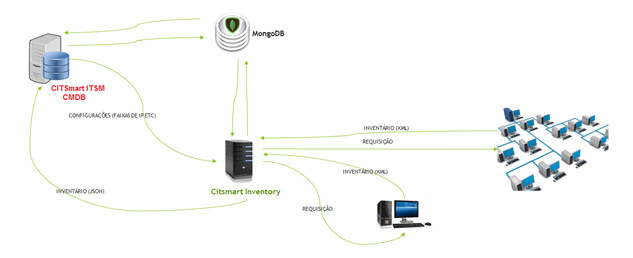 MongoDB
CITSmart ITSM
CMDB
CONFIGURAÇÕES (FAIXAS DE IP,ETC)
INVENTÁRIO (XML)
REQUISIÇÃO
INVENTÁRIO (XML)
Citsmart Inventory
INVENTÁRIO (JSON)
REQUISIÇÃO